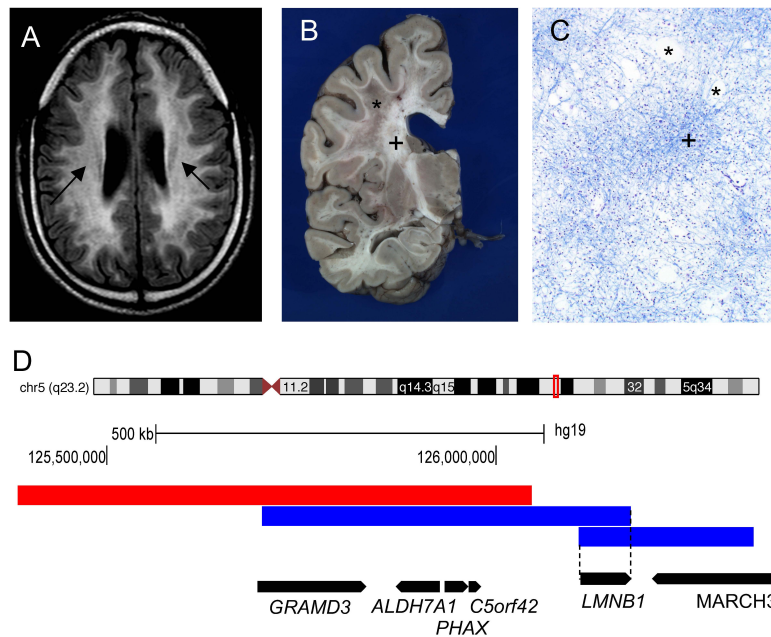 A
B
C
*
*
*
+
+
D
chr5 (q23.2)
11.2
q14.3
q15
32
5q34
500 kb
hg19
125,500,000
126,000,000
GRAMD3
ALDH7A1
C5orf42
LMNB1
MARCH3
PHAX